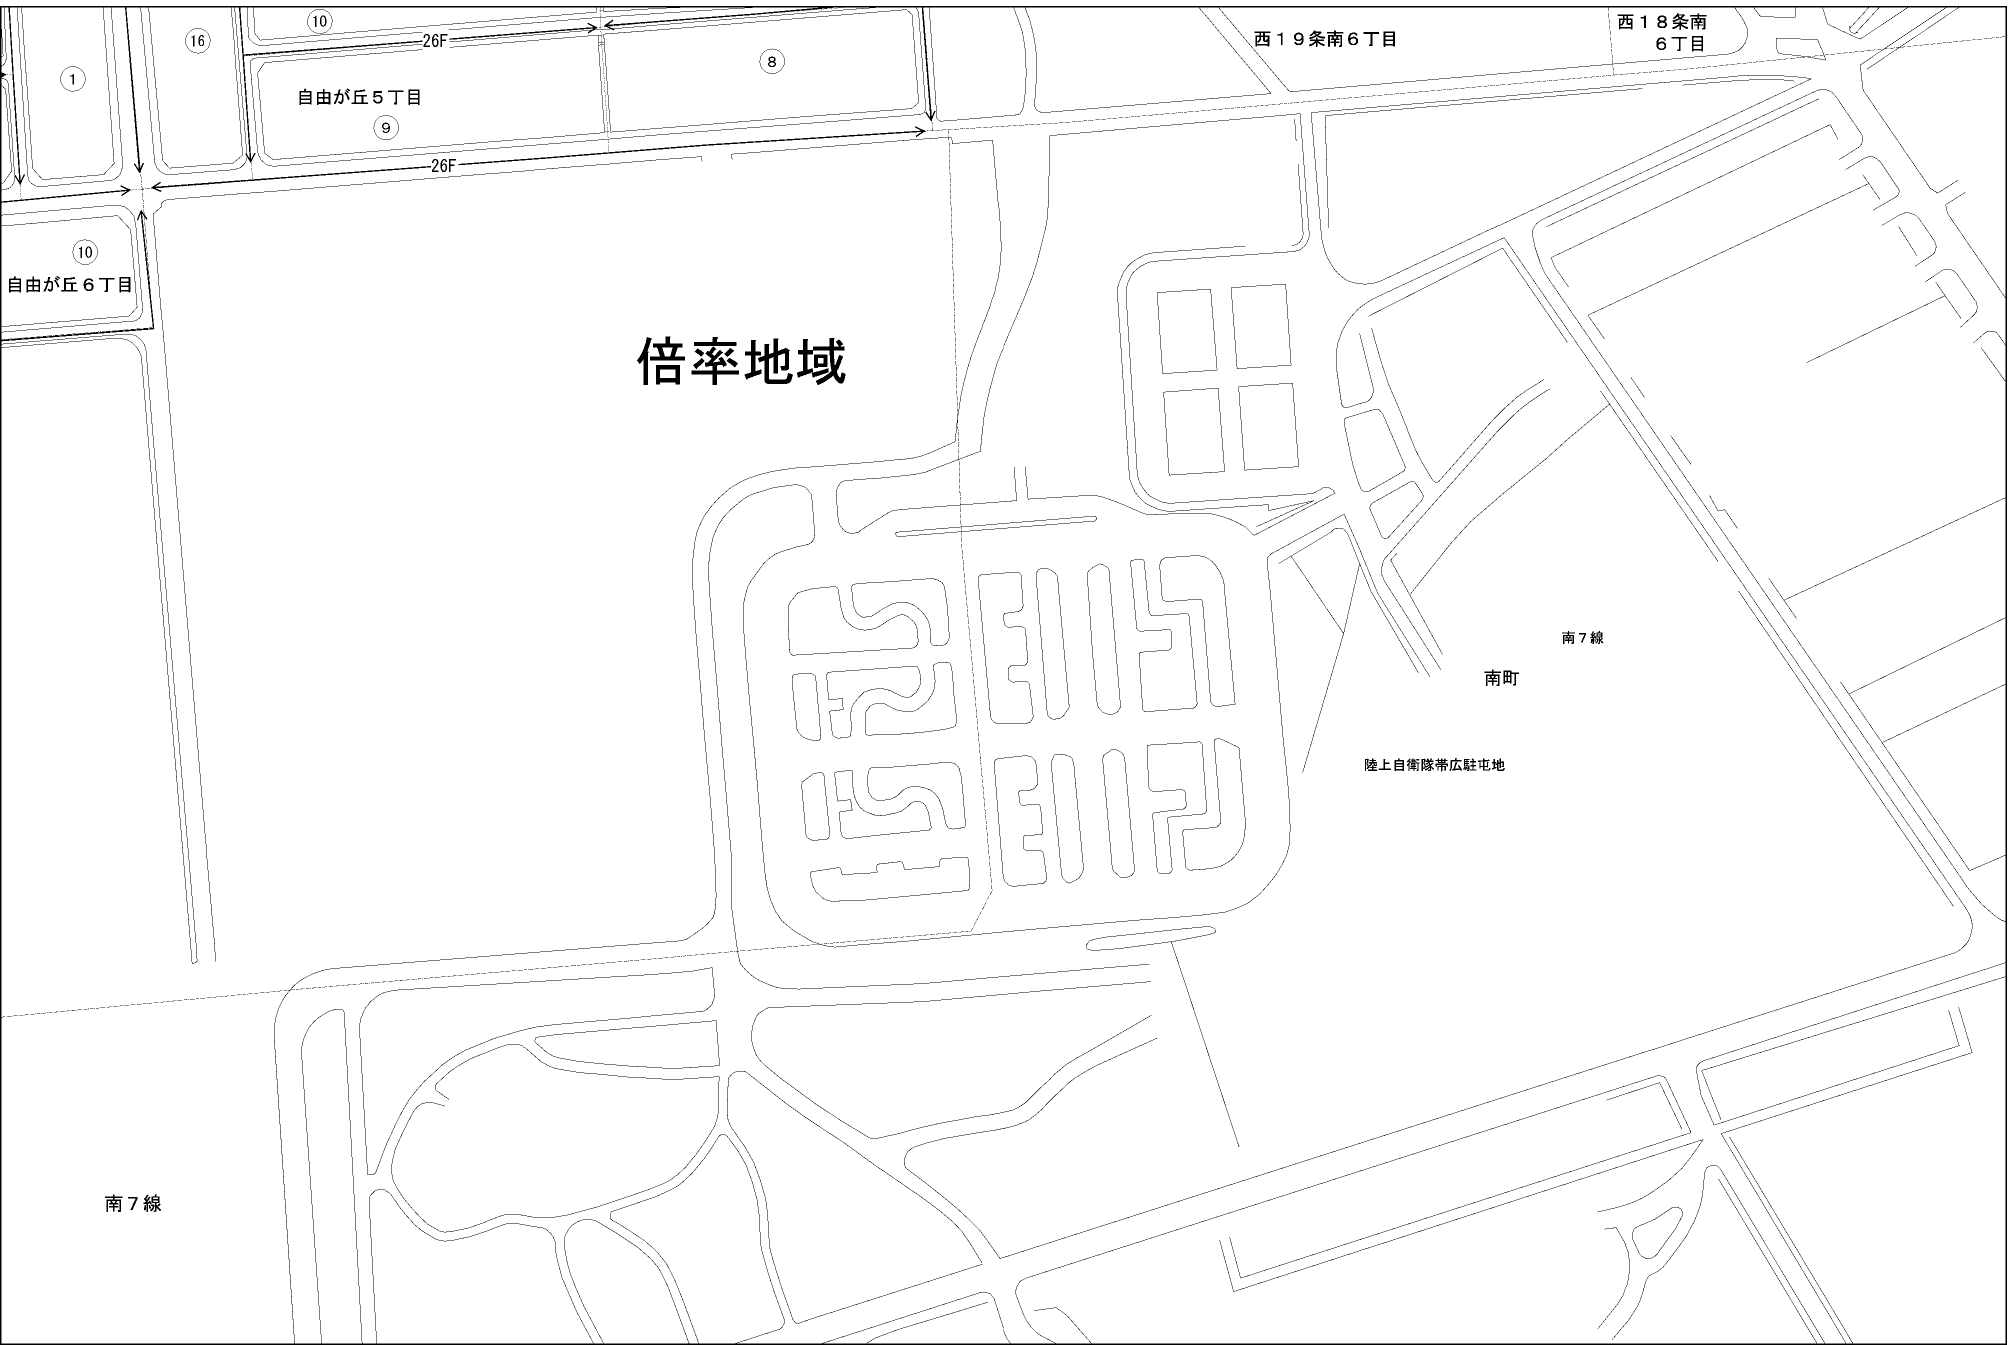 ⑩
⑯
26F
西１９条南６丁目
西１８条南
６丁目
①
⑧
自由が丘５丁目
⑨
26F
⑩
自由が丘６丁目
倍率地域
南７線
南町
陸上自衛隊帯広駐屯地
南７線